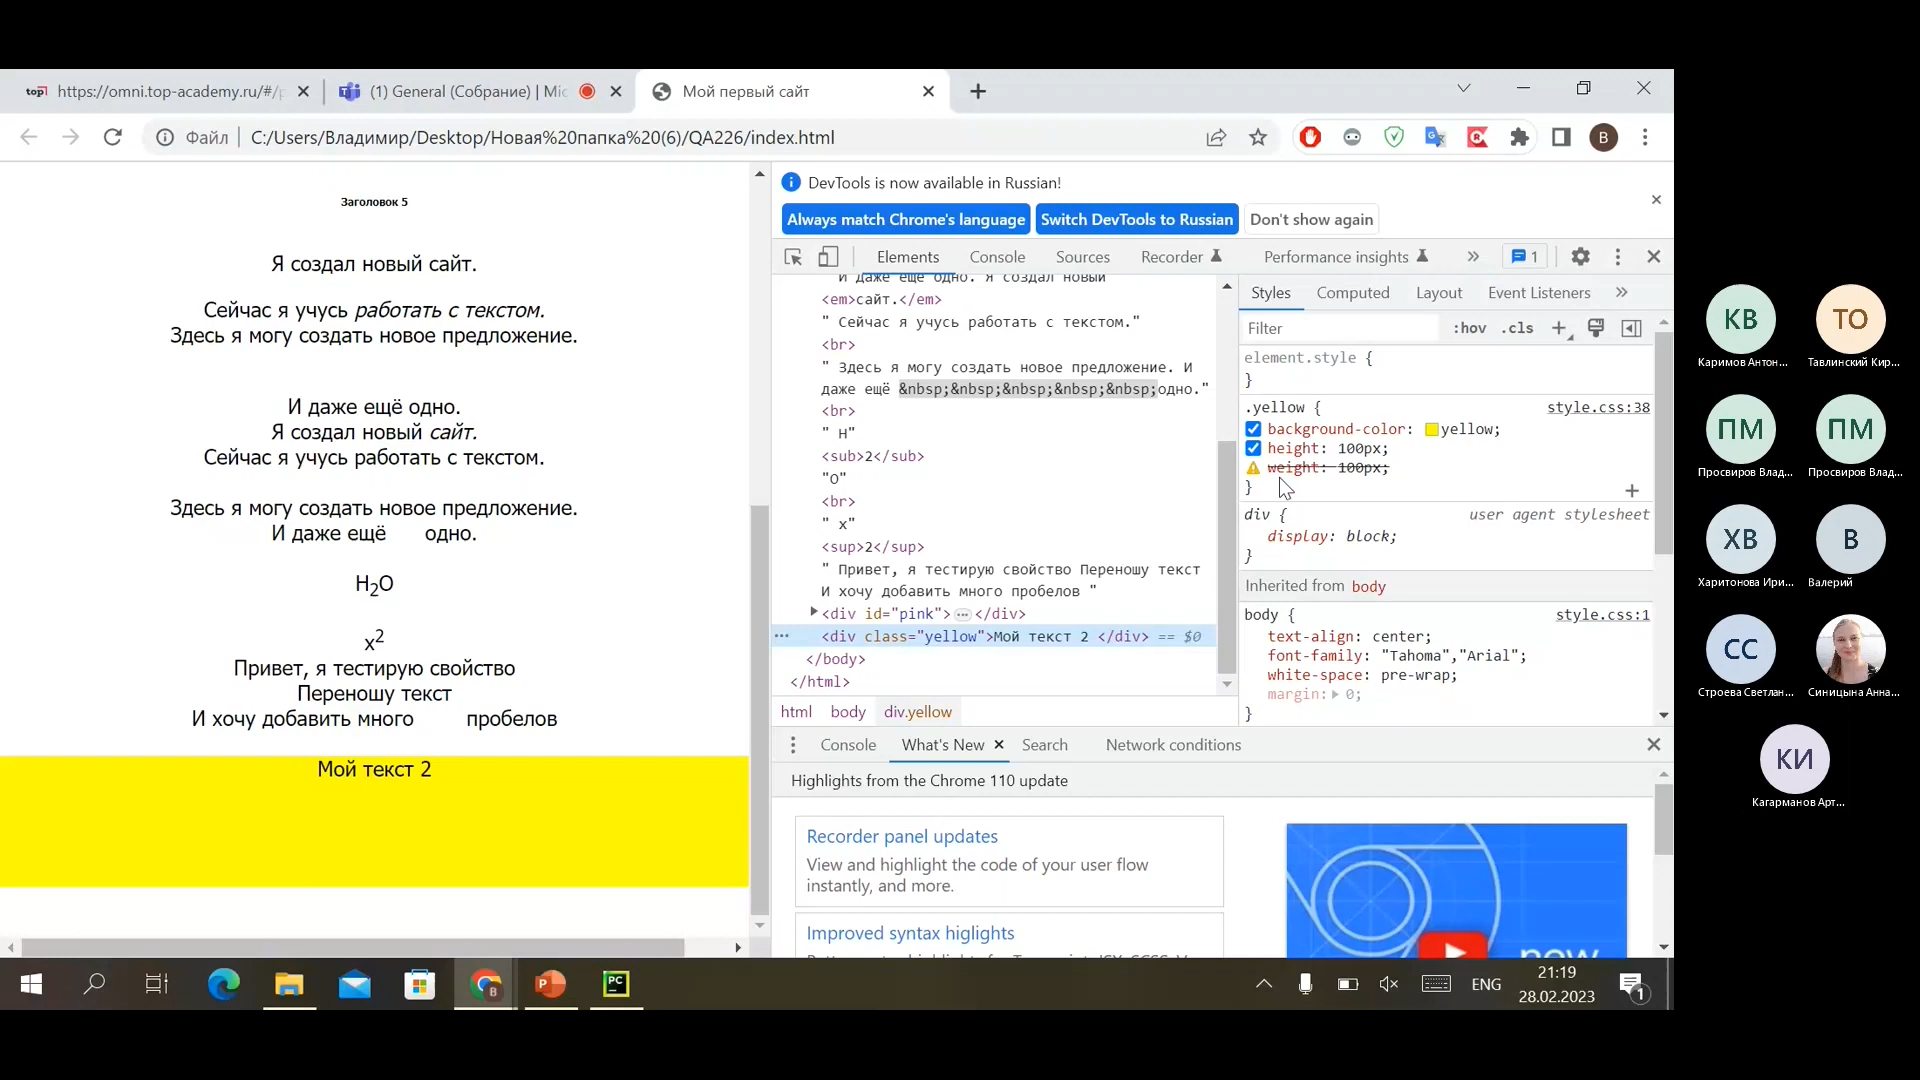 https://omni.top-academy.ru/#/p
(1) General (Собрание) | Mic
Мой первый сайт
Файл
C:/Users/Владимир/Desktop/Новая%20папка%20(6)/QA226/index.html
B
Заголовок 5
Я создал новый сайт.
Сейчас я учусь работать с текстом.
Здесь я могу создать новое предложение.
И даже ещё одно.
Я создал новый сайт.
Сейчас я учусь работать с текстом.
Здесь я могу создать новое предложение.
И даже ещё одно.
H2O
x2
Привет, я тестирую свойство
Переношу текст
И хочу добавить много пробелов
Мой текст 2
DevTools is now available in Russian!
Always match Chrome's language
Switch DevTools to Russian
Don't show again
Elements
Console
Sources
Recorder
Performance insights
1
И даже ещё одно. Я создал новый
<em>сайт.</em>
" Сейчас я учусь работать с текстом."
<br>
" Здесь я могу создать новое предложение. И
даже ещё &nbsp;&nbsp;&nbsp;&nbsp;&nbsp;одно."
<br>
" H"
<sub>2</sub>
"O"
<br>
" x"
<sup>2</sup>
" Привет, я тестирую свойство Переношу текст
И хочу добавить много пробелов "
<div id="pink">…</div>
<div class="yellow">Мой текст 2 </div> == $0
</body>
</html>
html body div.yellow
Styles
Computed
Layout
Event Listeners
Filter
:hov .cls
element.style {
}
.yellow {
style.css:38
background-color: yellow;
height: 100px;
weight: 100px;
}
div {
user agent stylesheet
display: block;
}
Inherited from body
body {
style.css:1
text-align: center;
font-family: "Tahoma","Arial";
white-space: pre-wrap;
margin: 0;
}
Console
What's New
Search
Network conditions
Highlights from the Chrome 110 update
Recorder panel updates
View and highlight the code of your user flow
instantly, and more.
Improved syntax higlights
new
ENG
21:19
28.02.2023
1
КВ
Каримов Антон...
ТО
Тавлинский Кир...
ПМ
Просвиров Влад...
ПМ
Просвиров Влад...
ХВ
Харитонова Ири...
В
Валерий
СС
Строева Светлан...
Синицына Анна...
КИ
Кагарманов Арт...